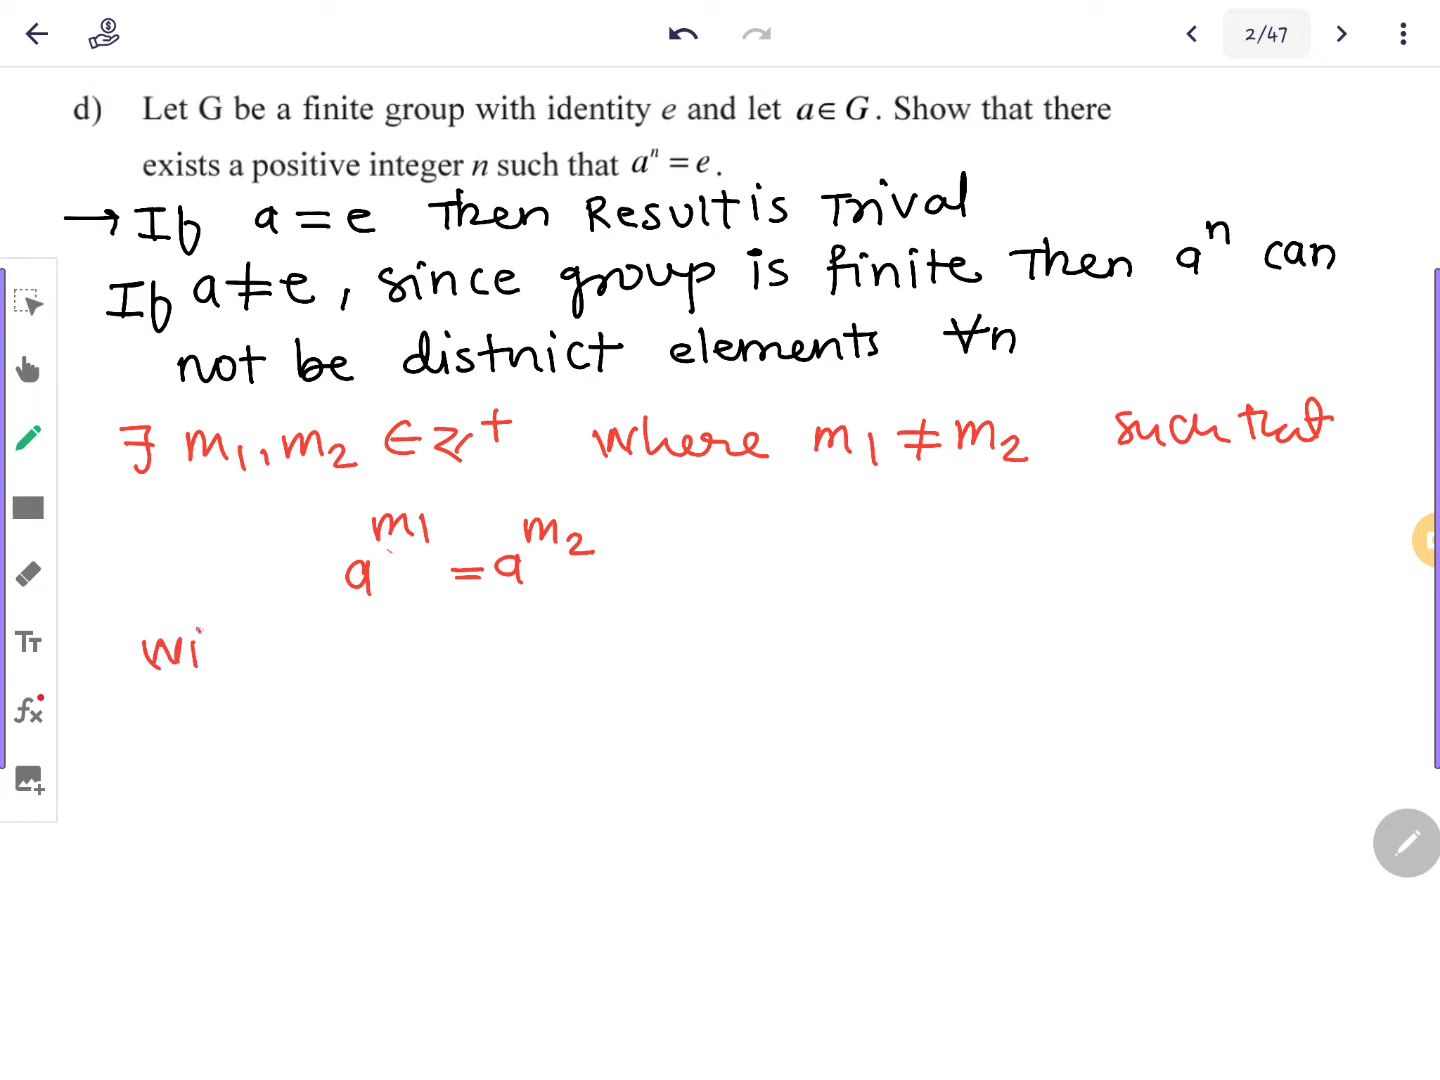 2/47
d) Let G be a finite group with identity e and let a∈ G. Show that there
exists a positive integer n such that aⁿ = e.
→ If a = e Then Result is Trival
If a ≠ e, since group is finite Then aⁿ can
not be distnict elements ∀n
∃ m1, m2 ∈ Z⁺ where m1 ≠ m2 such that
a^m1 = a^m2
wi
TT
fx